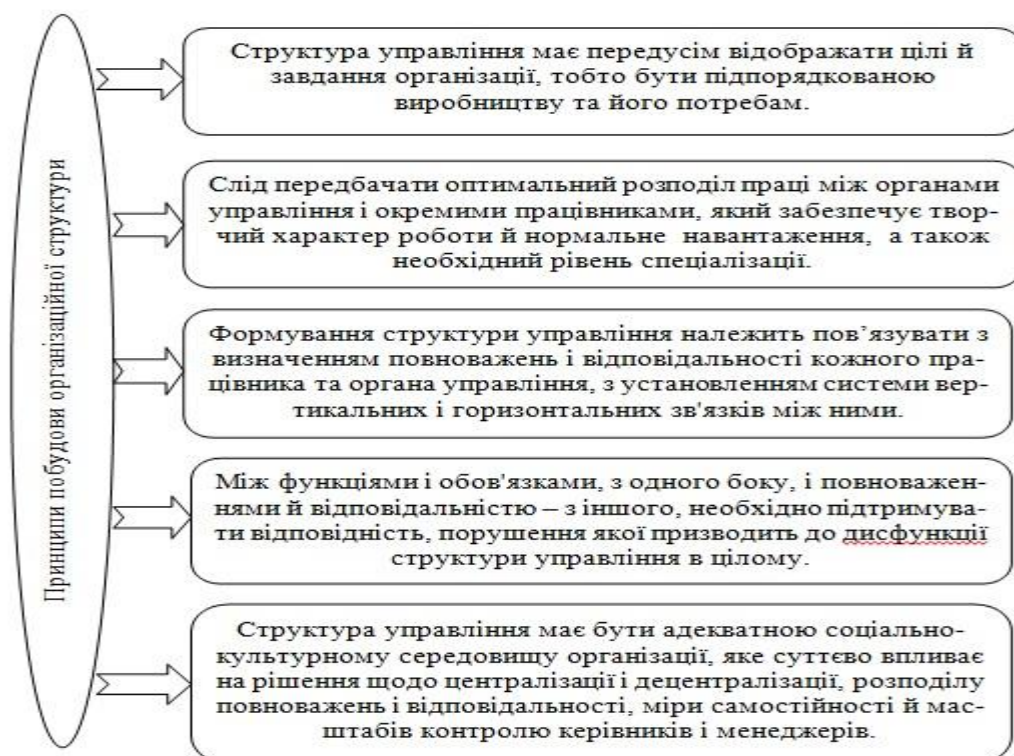 Принципи побудови організаційної структури
Структура управління має передусім відображати цілі й
завдання організації, тобто бути підпорядкованою
виробництву та його потребам.
Слід передбачати оптимальний розподіл праці між органами
управління і окремими працівниками, який забезпечує твор-
чий характер роботи й нормальне навантаження, а також
необхідний рівень спеціалізації.
Формування структури управління належить пов’язувати з
визначенням повноважень і відповідальності кожного пра-
цівника та органа управління, з установленням системи вер-
тикальних і горизонтальних зв'язків між ними.
Між функціями і обов'язками, з одного боку, і повноважен-
нями й відповідальністю – з іншого, необхідно підтримува-
ти відповідність, порушення якої призводить до дисфункції
структури управління в цілому.
Структура управління має бути адекватною соціально-
культурному середовищу організації, яке суттєво впливає
на рішення щодо централізації і децентралізації, розподілу
повноважень і відповідальності, міри самостійності й мас-
штабів контролю керівників і менеджерів.